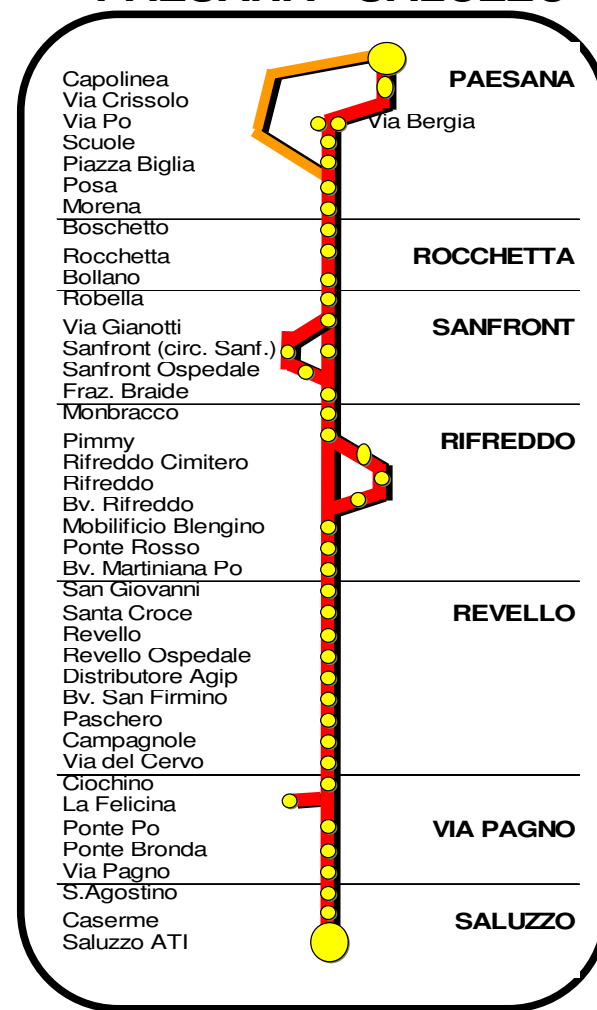 PAESANA - SALUZZO
Capolinea PAESANA
Via Crissolo
Via Po Via Bergia
Scuole
Piazza Biglia
Posa
Morena
Boschetto
Rocchetta ROCCHETTA
Bollano
Robella
Via Gianotti SANFRONT
Sanfront (circ. Sanf.)
Sanfront Ospedale
Fraz. Braide
Monbracco
Pimmy RIFREDDO
Rifreddo Cimitero
Rifreddo
Bv. Rifreddo
Mobilificio Blengino
Ponte Rosso
Bv. Martiniana Po
San Giovanni
Santa Croce REVELLO
Revello
Revello Ospedale
Distributore Agip
Bv. San Firmino
Paschero
Campagnole
Via del Cervo
Ciochino
La Felicina
Ponte Po VIA PAGNO
Ponte Bronda
Via Pagno
S.Agostino
Caserme SALUZZO
Saluzzo ATI